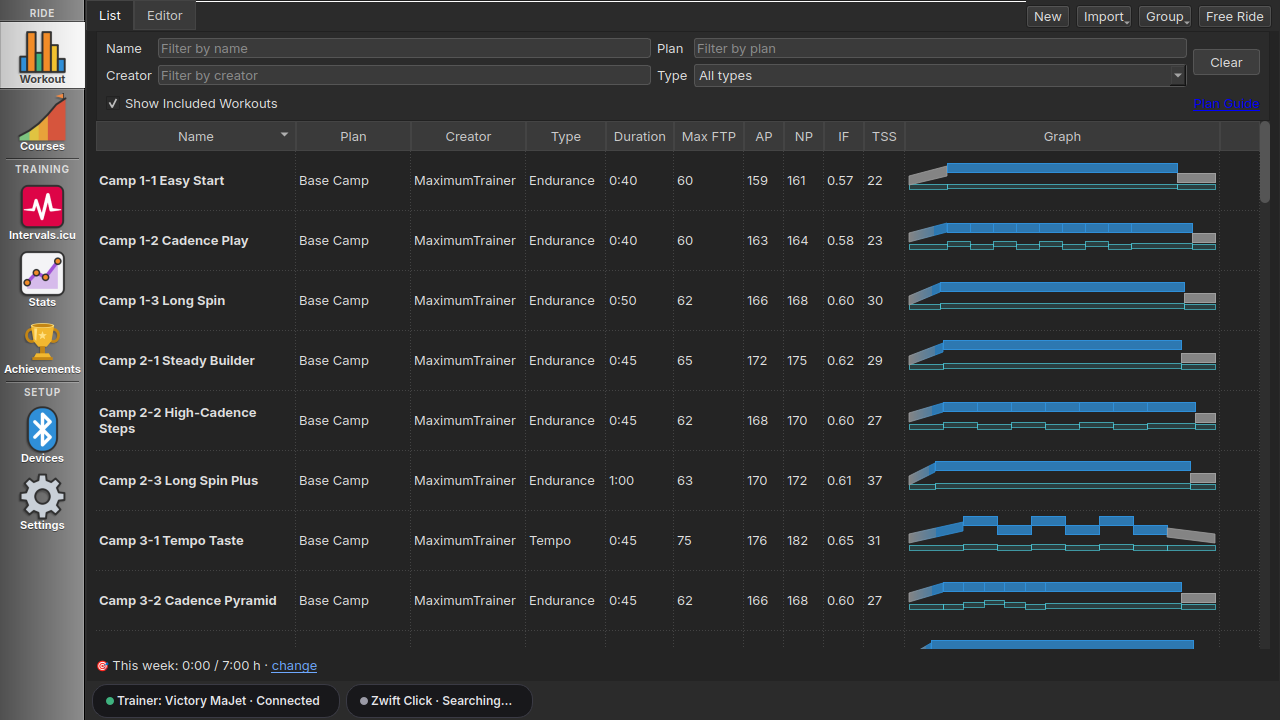 RIDE
Workout
Courses
TRAINING
Intervals.icu
Stats
Achievements
SETUP
Devices
Settings
List Editor New Import Group Free Ride
Name Filter by name Plan Filter by plan
Clear
Creator Filter by creator Type All types
Show Included Workouts Plan Guide
Name Plan Creator Type Duration Max FTP AP NP IF TSS Graph
Camp 1-1 Easy Start Base Camp MaximumTrainer Endurance 0:40 60 159 161 0.57 22
Camp 1-2 Cadence Play Base Camp MaximumTrainer Endurance 0:40 60 163 164 0.58 23
Camp 1-3 Long Spin Base Camp MaximumTrainer Endurance 0:50 62 166 168 0.60 30
Camp 2-1 Steady Builder Base Camp MaximumTrainer Endurance 0:45 65 172 175 0.62 29
Camp 2-2 High-Cadence
Steps Base Camp MaximumTrainer Endurance 0:45 62 168 170 0.60 27
Camp 2-3 Long Spin Plus Base Camp MaximumTrainer Endurance 1:00 63 170 172 0.61 37
Camp 3-1 Tempo Taste Base Camp MaximumTrainer Tempo 0:45 75 176 182 0.65 31
Camp 3-2 Cadence Pyramid Base Camp MaximumTrainer Endurance 0:45 62 166 168 0.60 27
This week: 0:00 / 7:00 h · change
Trainer: Victory MaJet · Connected Zwift Click · Searching...